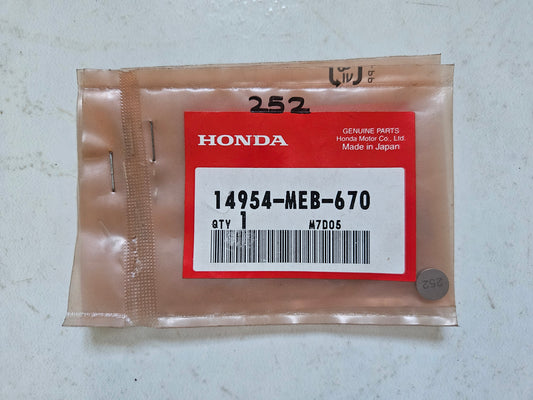 252
HONDA
GENUINE PARTS
Honda Motor Co., Ltd.
Made in Japan
14954-MEB-670
QTY 1 M7D05
252